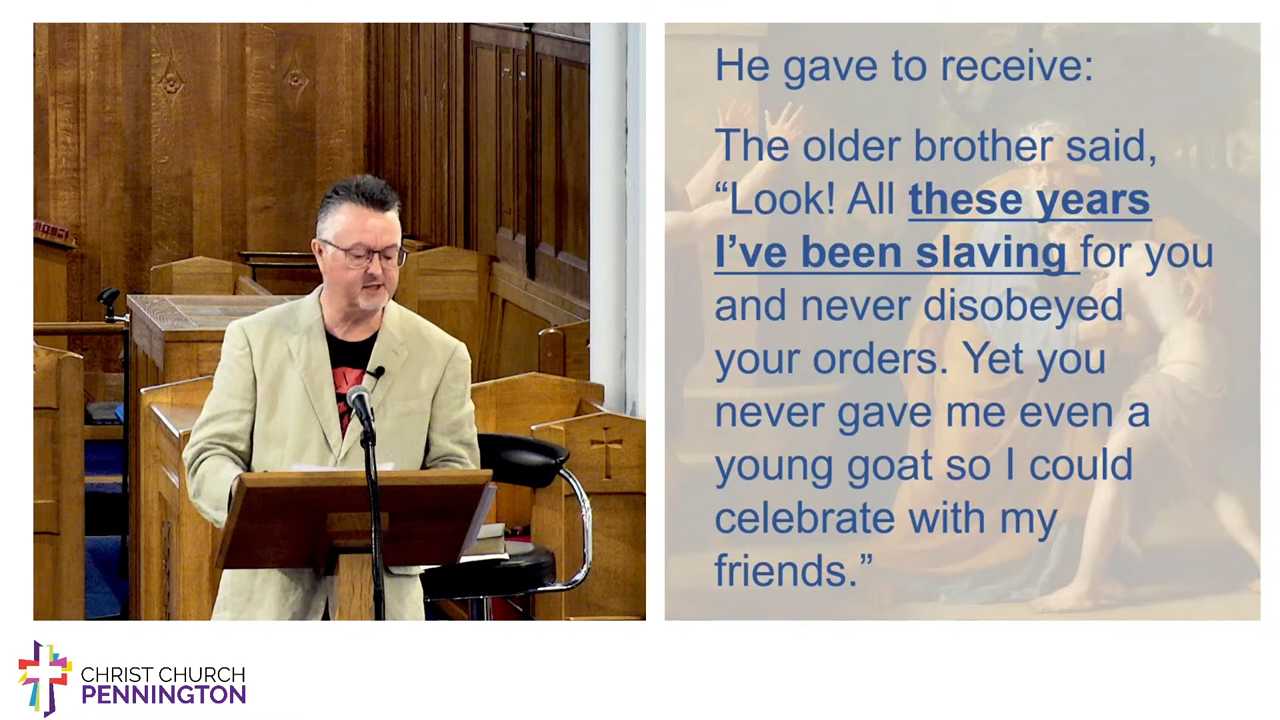 He gave to receive:
The older brother said,
“Look! All these years
I’ve been slaving for you
and never disobeyed
your orders. Yet you
never gave me even a
young goat so I could
celebrate with my
friends.”
CHRIST CHURCH
PENNINGTON